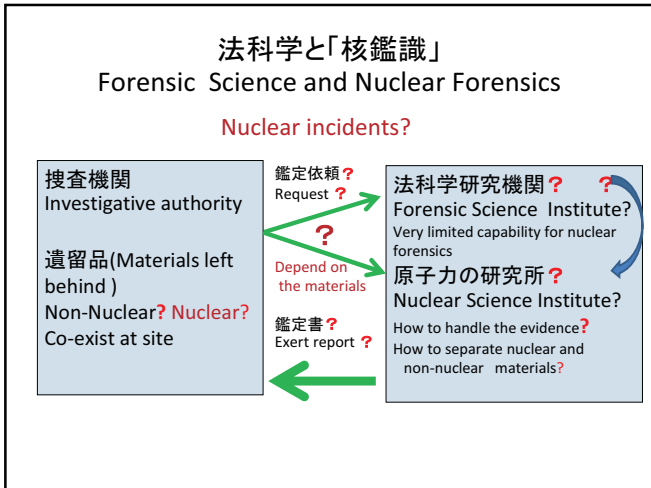 法科学と「核鑑識」
Forensic Science and Nuclear Forensics
Nuclear incidents?
捜査機関
Investigative authority
遺留品(Materials left
behind )
Non-Nuclear? Nuclear?
Co-exist at site
鑑定依頼?
Request ?
?
Depend on
the materials
鑑定書?
Exert report ?
法科学研究機関? ?
Forensic Science Institute?
Very limited capability for nuclear
forensics
原子力の研究所?
Nuclear Science Institute?
How to handle the evidence?
How to separate nuclear and
non-nuclear materials?